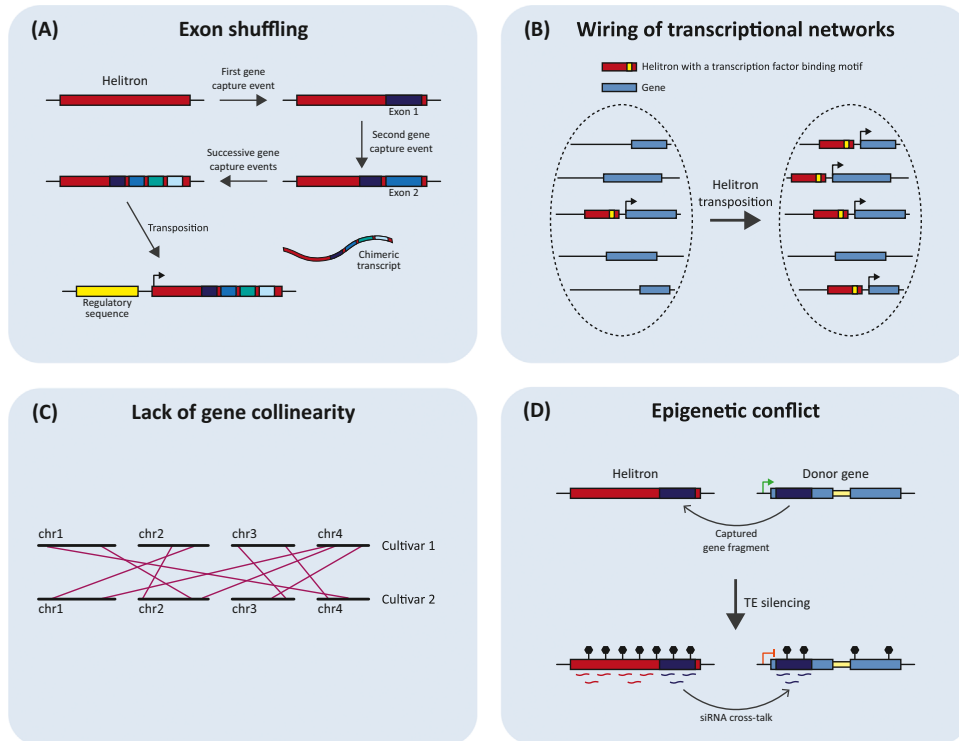 (A) Exon shuffling
Helitron
First gene
capture event
Exon 1
Second gene
capture event
Successive gene
capture events
Exon 2
Transposition
Chimeric
transcript
Regulatory
sequence
(B) Wiring of transcriptional networks
Helitron with a transcription factor binding motif
Gene
Helitron
transposition
(C) Lack of gene collinearity
chr1 chr2 chr3 chr4
Cultivar 1
Cultivar 2
chr1 chr2 chr3 chr4
(D) Epigenetic conflict
Helitron Donor gene
Captured
gene fragment
TE silencing
siRNA cross-talk